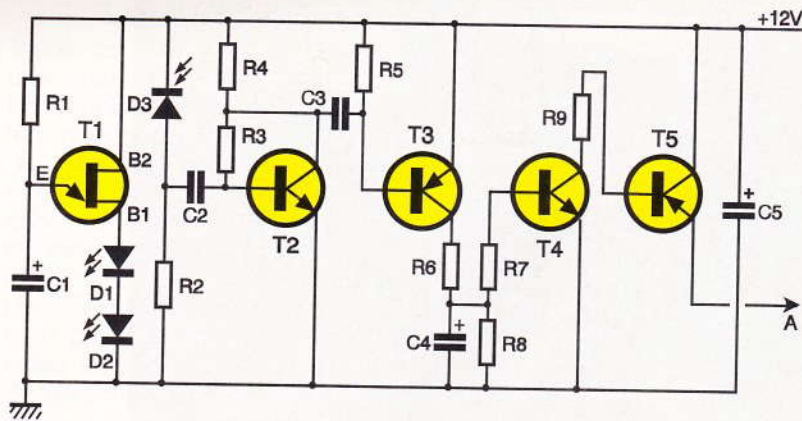 +12V
R1
T1
E
B2
B1
C1
+
D1
D2
D3
C2
R2
R4
R3
T2
C3
R5
T3
R6
C4
+
R7
R8
T4
R9
T5
C5
+
A